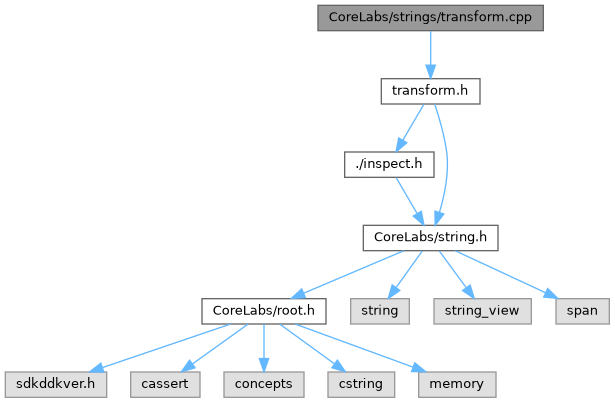 CoreLabs/strings/transform.cpp
transform.h
./inspect.h
CoreLabs/string.h
CoreLabs/root.h
string
string_view
span
sdkddkver.h
cassert
concepts
cstring
memory